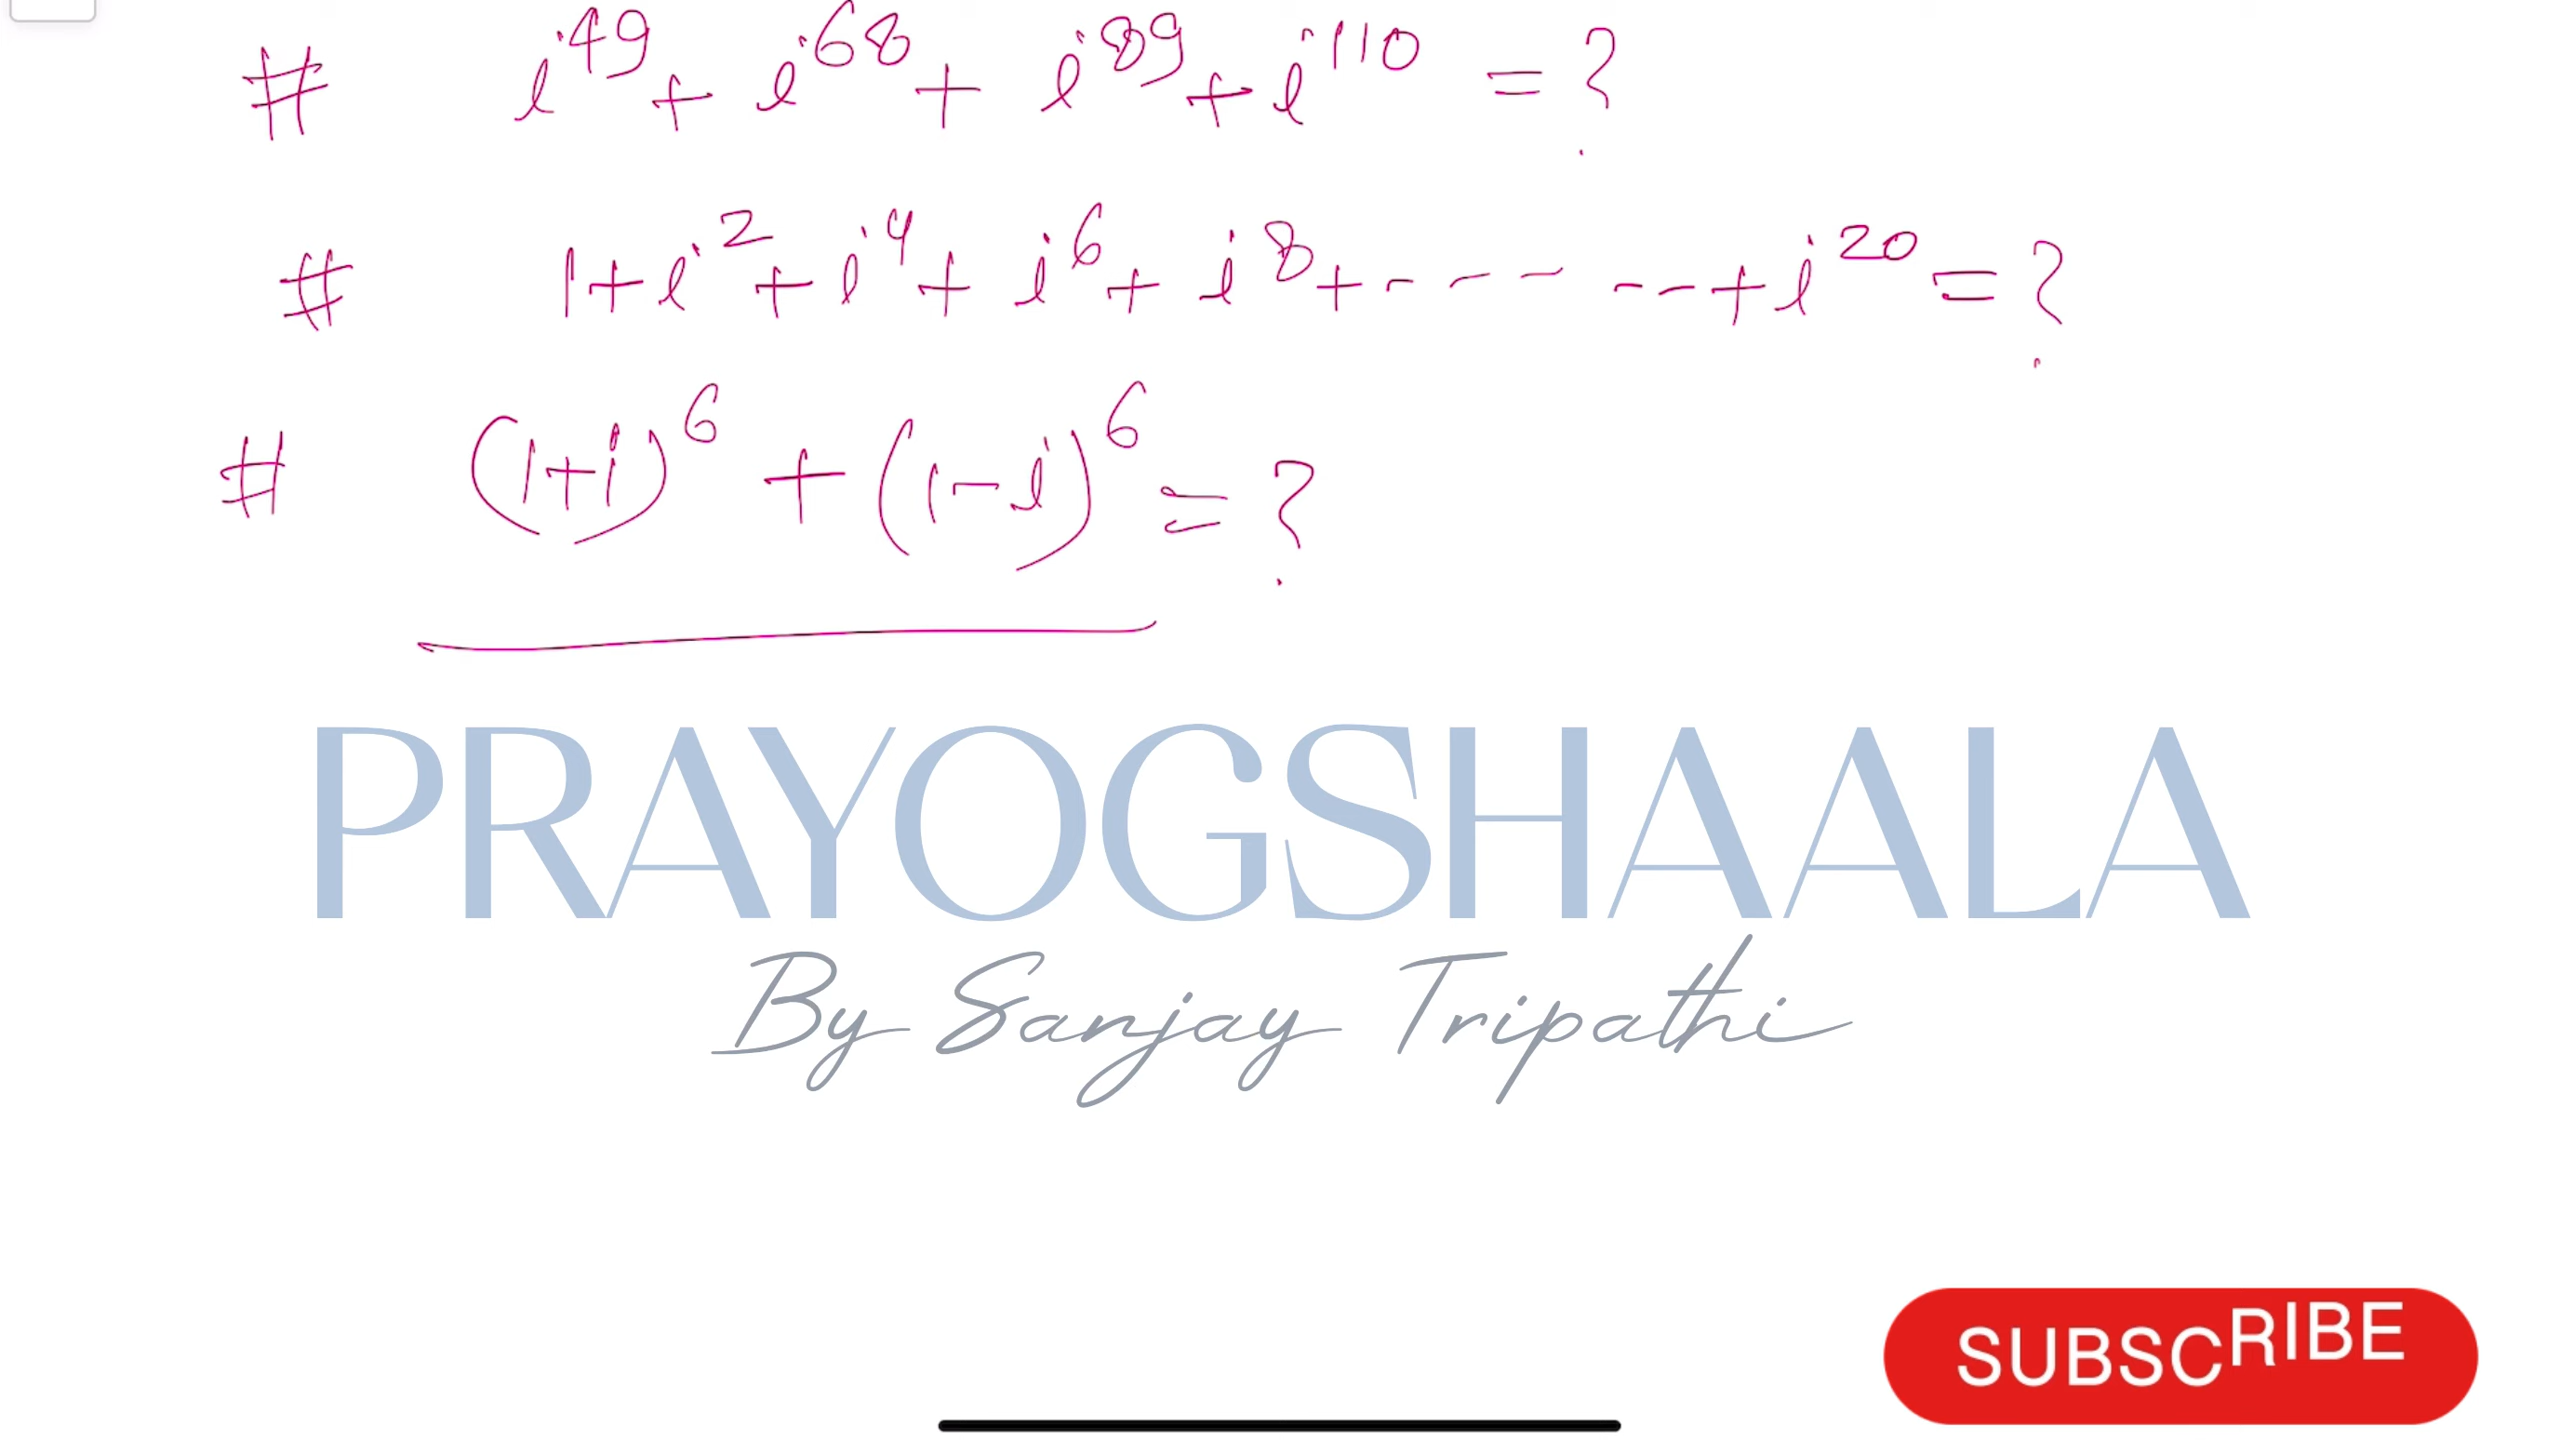 # i⁴⁹ + i⁶⁸ + i⁸⁹ + i¹¹⁰ = ?
# 1 + i² + i⁴ + i⁶ + i⁸ + - - - - - - + i²⁰ = ?
# (1+i)⁶ + (1-i)⁶ = ?
PRAYOGSHAALA
By Sanjay Tripathi
SUBSCRIBE